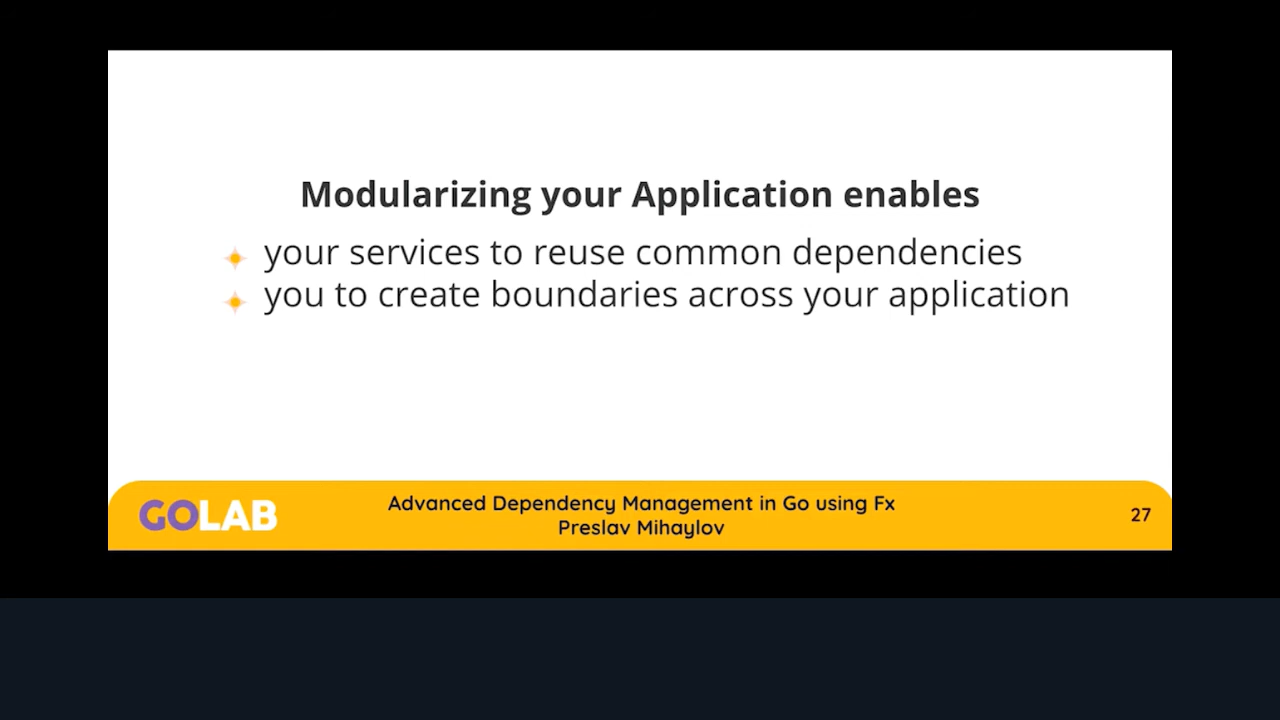 Modularizing your Application enables
your services to reuse common dependencies
you to create boundaries across your application
GOLAB
Advanced Dependency Management in Go using Fx
Preslav Mihaylov
27